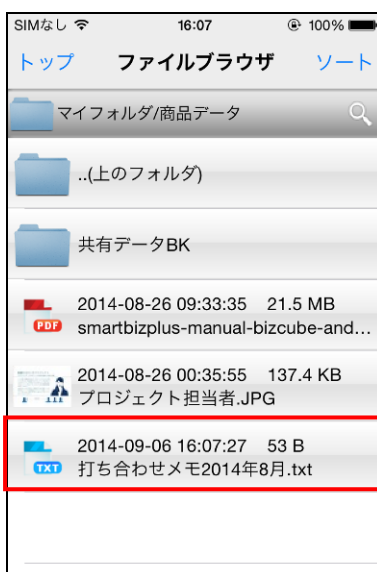 SIMなし 16:07 100%
トップ ファイルブラウザ ソート
マイフォルダ/商品データ
..(上のフォルダ)
共有データBK
2014-08-26 09:33:35 21.5 MB
PDF smartbizplus-manual-bizcube-and...
2014-08-26 00:35:55 137.4 KB
プロジェクト担当者.JPG
2014-09-06 16:07:27 53 B
TXT 打ち合わせメモ2014年8月.txt